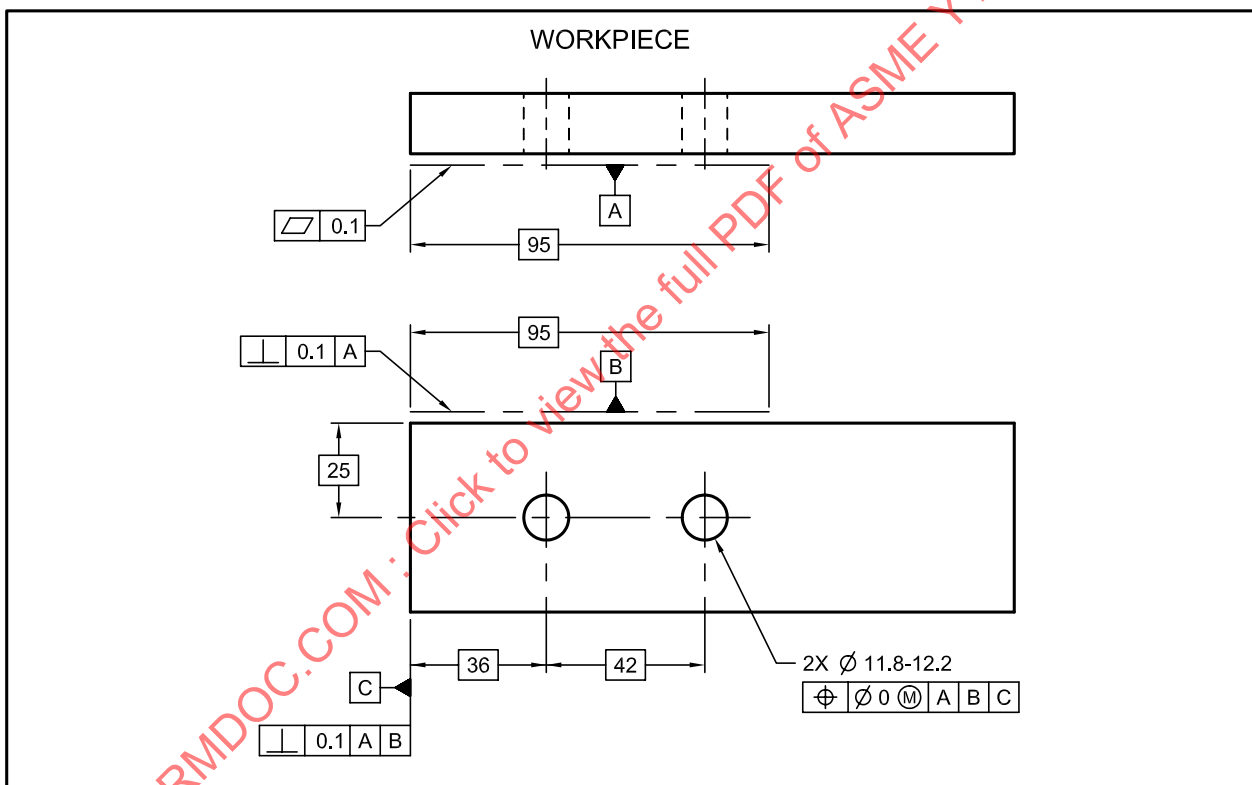 WORKPIECE
⏥ 0.1
A
95
95
⟂ 0.1 A
B
25
36
42
2X ⌀ 11.8-12.2
⌖ ⌀ 0 Ⓜ A B C
C
⟂ 0.1 A B
RMDOC.COM : Click to view the full PDF of ASME Y